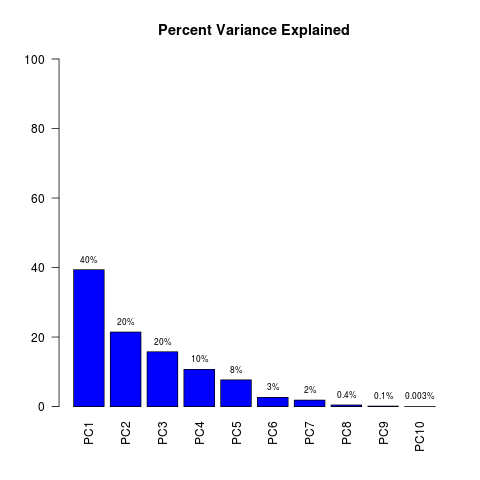 Percent Variance Explained
100
80
60
40
20
0
40%
20%
20%
10%
8%
3%
2%
0.4%
0.1%
0.003%
PC1
PC2
PC3
PC4
PC5
PC6
PC7
PC8
PC9
PC10